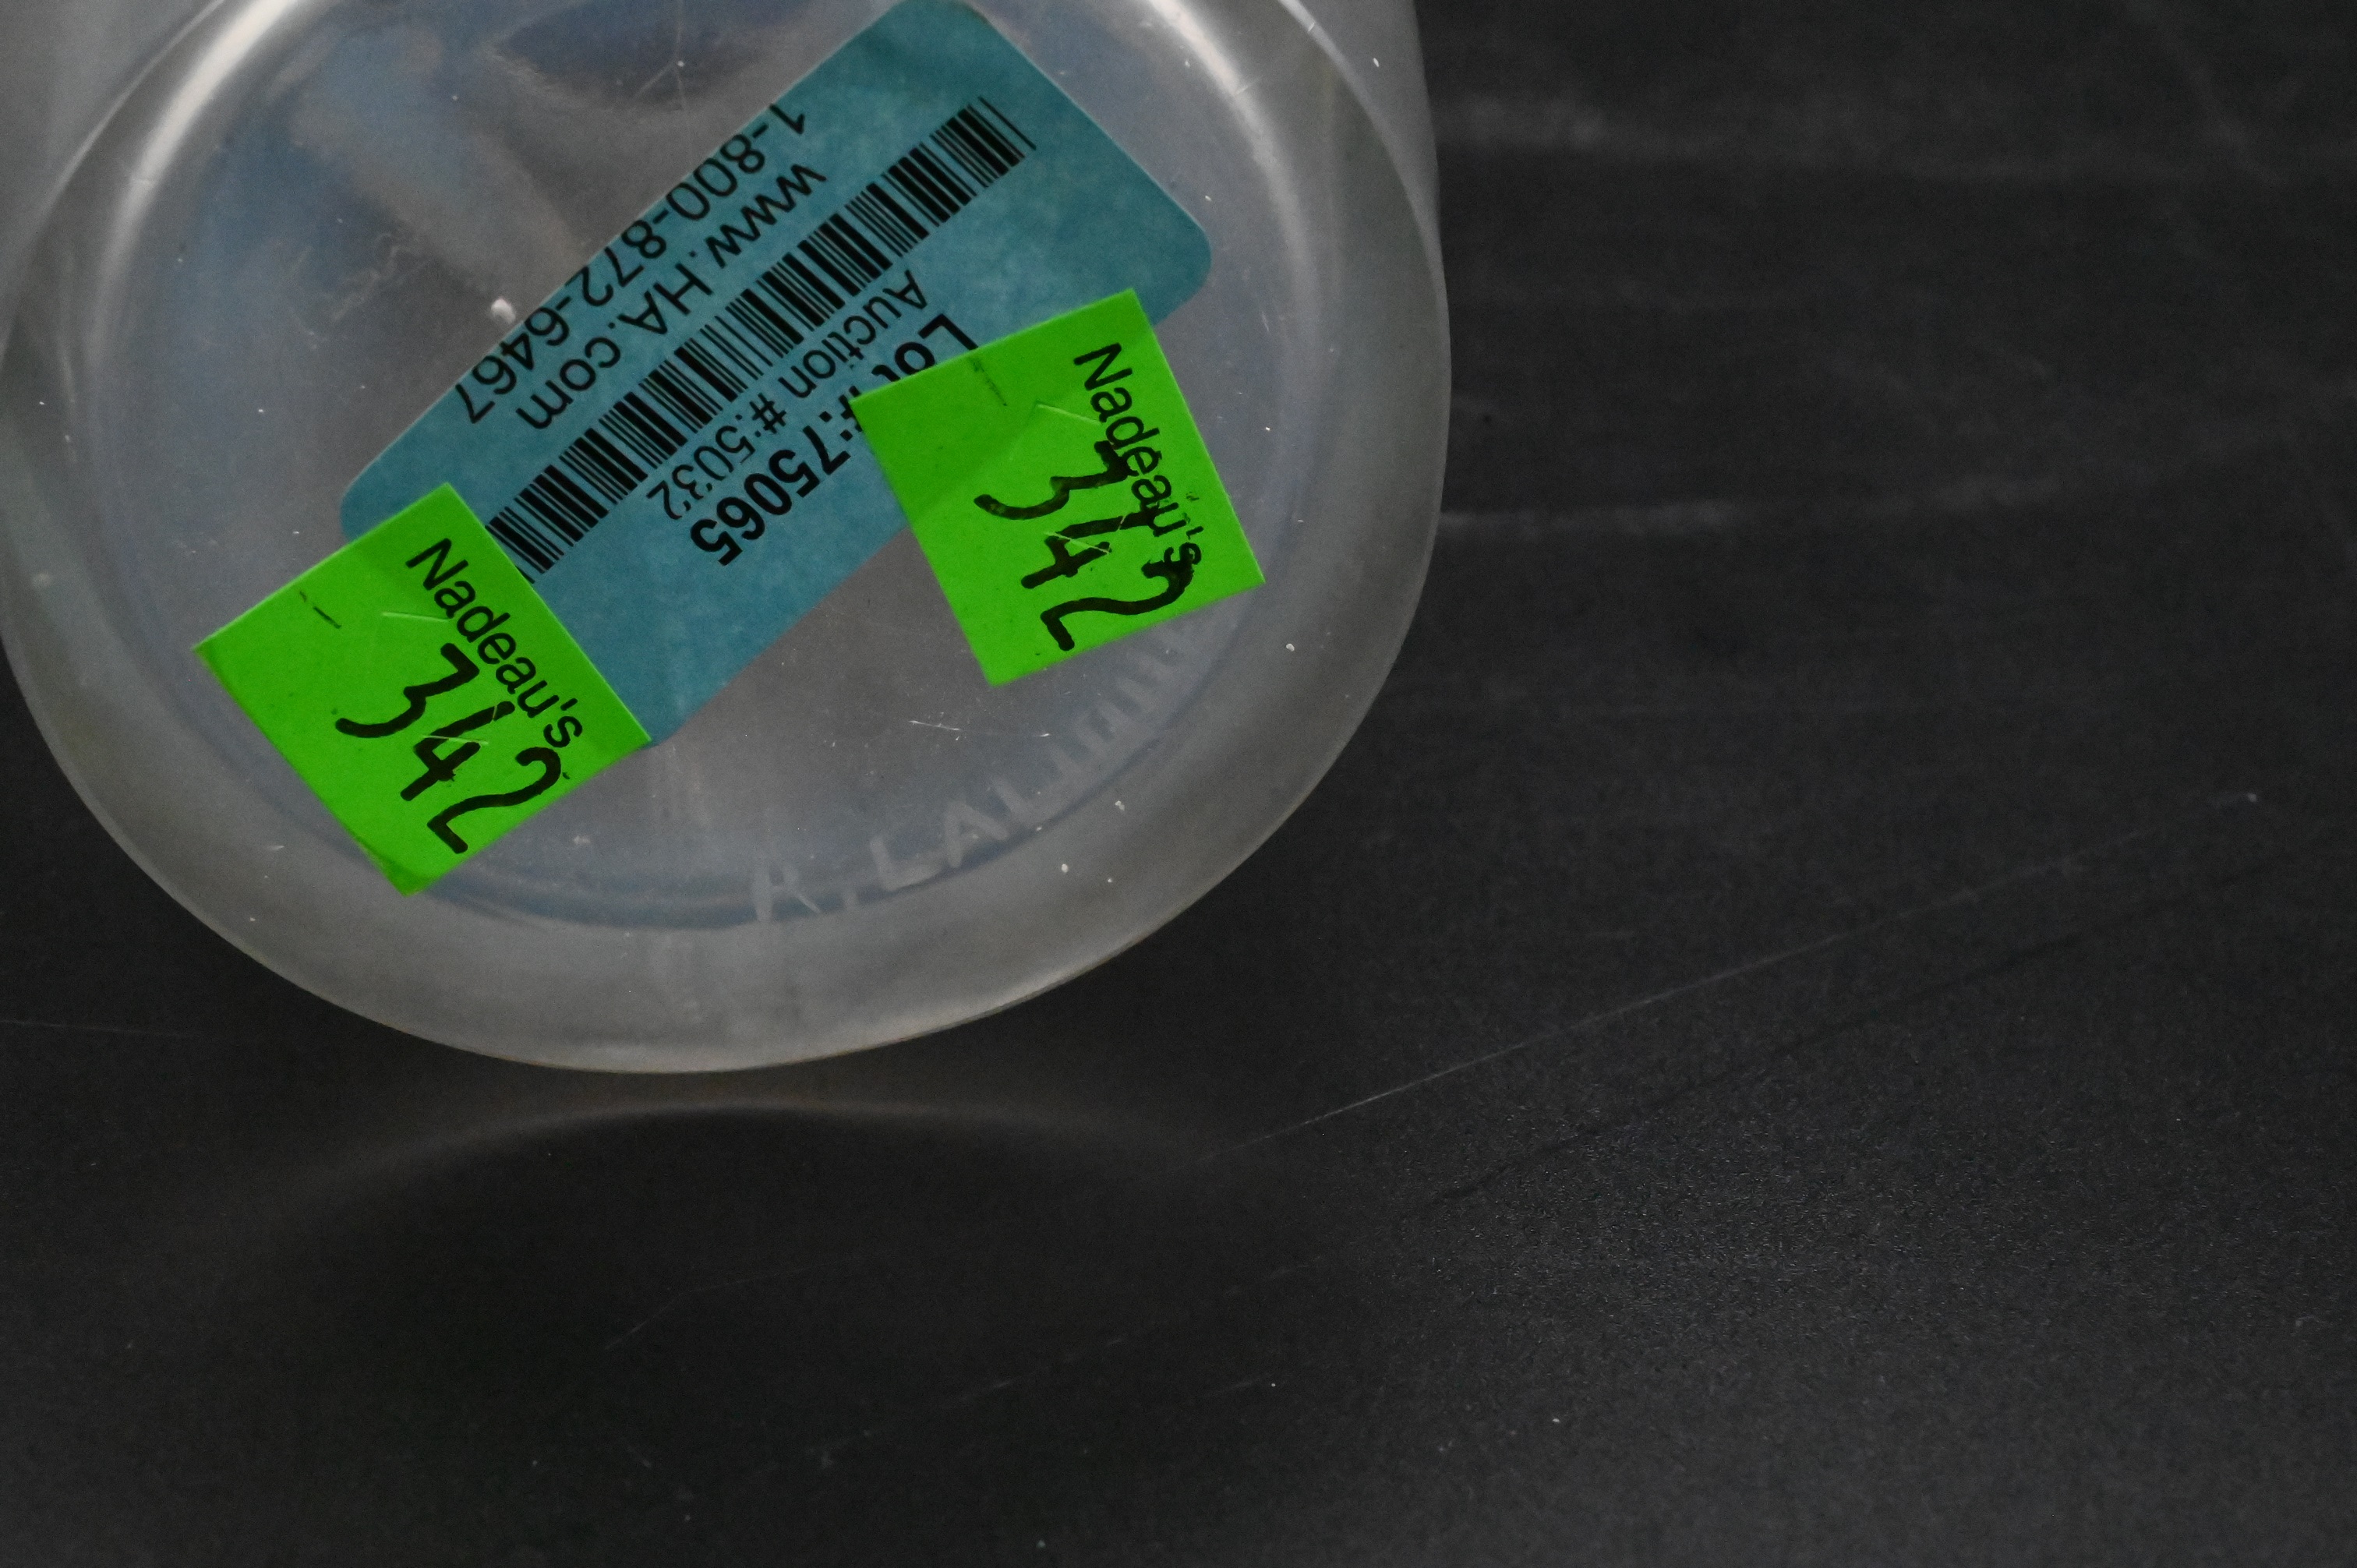 Lot #:75065
Auction #:5032
www.HA.com
1-800-872-6467
Nadeau's
342
Nadeau's
342
R. LALIQUE